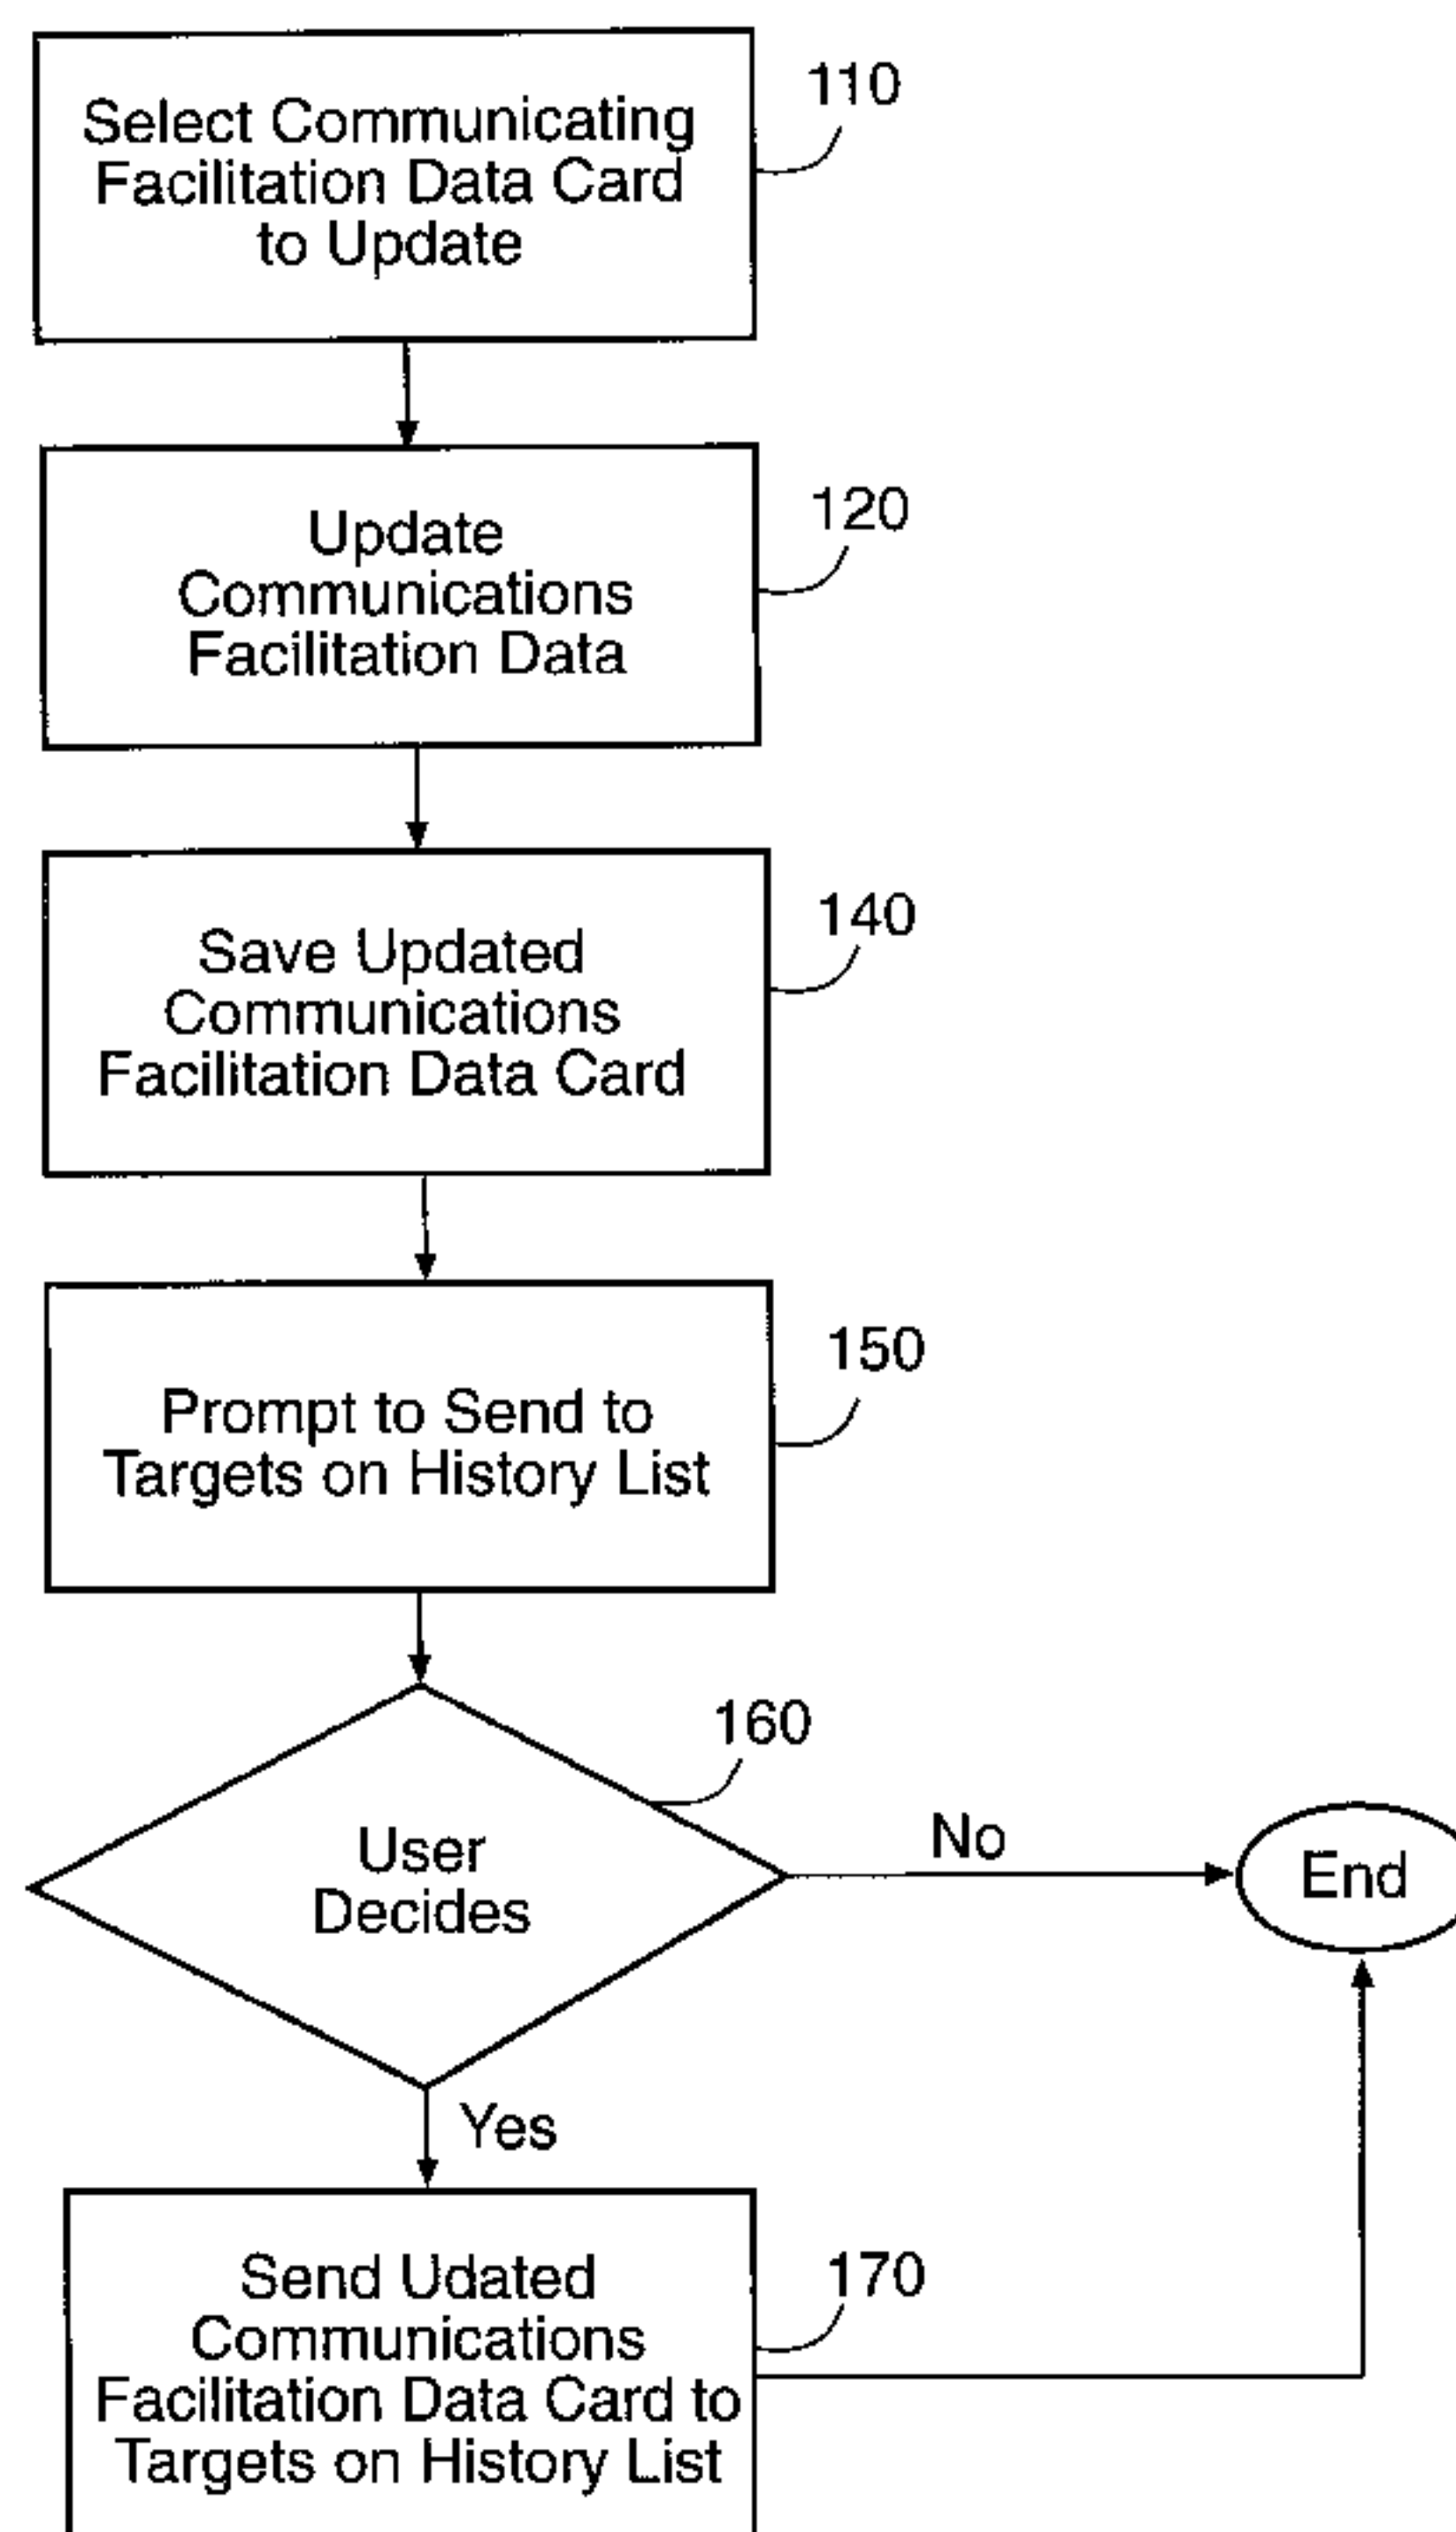 110
Select Communicating
Facilitation Data Card
to Update
120
Update
Communications
Facilitation Data
140
Save Updated
Communications
Facilitation Data Card
150
Prompt to Send to
Targets on History List
160
User
Decides
No
End
Yes
170
Send Udated
Communications
Facilitation Data Card to
Targets on History List